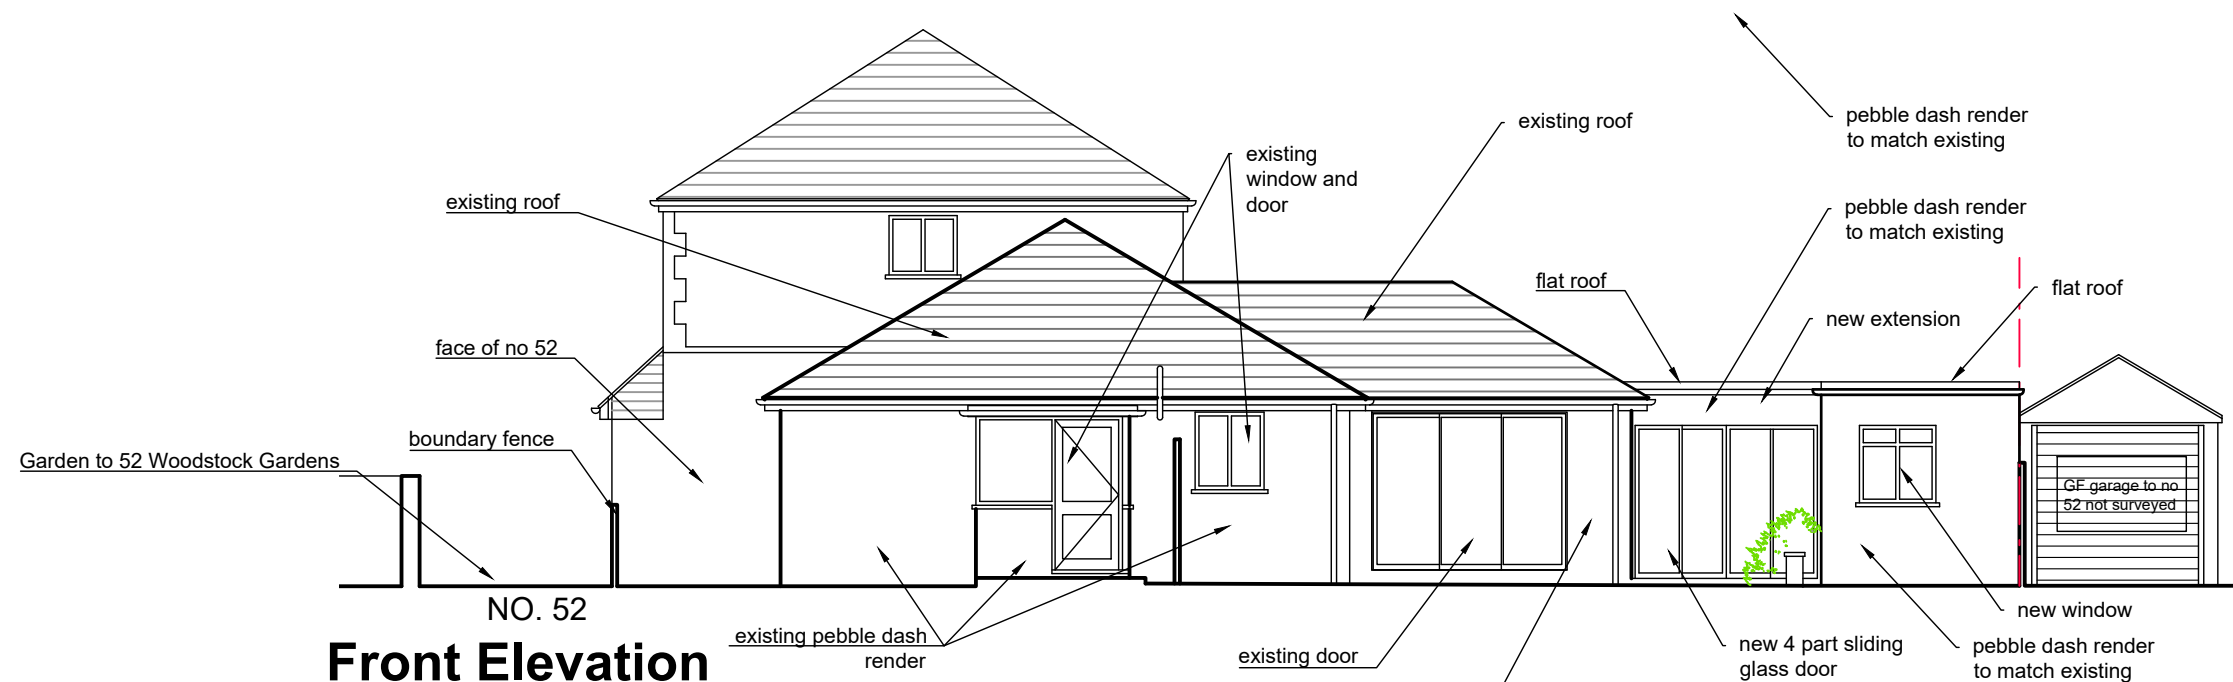 pebble dash render
to match existing
existing roof
existing
window and
door
existing roof
pebble dash render
to match existing
flat roof
flat roof
new extension
face of no 52
boundary fence
Garden to 52 Woodstock Gardens
GF garage to no
52 not surveyed
NO. 52
new window
existing pebble dash
render
existing door
new 4 part sliding
glass door
pebble dash render
to match existing
Front Elevation